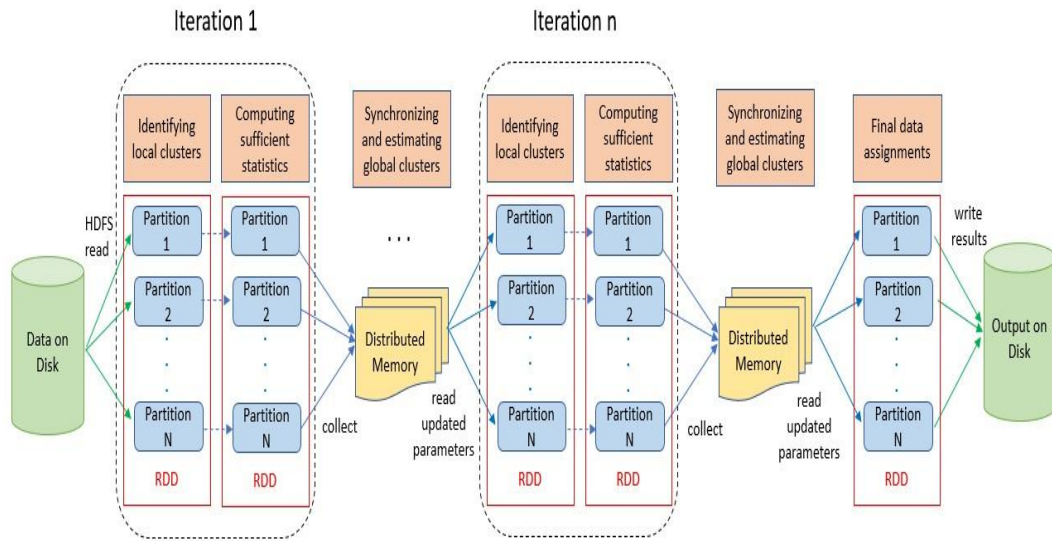 Iteration 1
Iteration n
Identifying
local clusters
Computing
sufficient
statistics
Synchronizing
and estimating
global clusters
Identifying
local clusters
Computing
sufficient
statistics
Synchronizing
and estimating
global clusters
Final data
assignments
HDFS
read
Data on
Disk
Partition
1
Partition
2
Partition
N
RDD
Partition
1
Partition
2
Partition
N
RDD
collect
. . .
Distributed
Memory
read
updated
parameters
Partition
1
Partition
2
Partition
N
RDD
Partition
1
Partition
2
Partition
N
RDD
collect
Distributed
Memory
read
updated
parameters
Partition
1
Partition
2
Partition
N
RDD
write
results
Output on
Disk